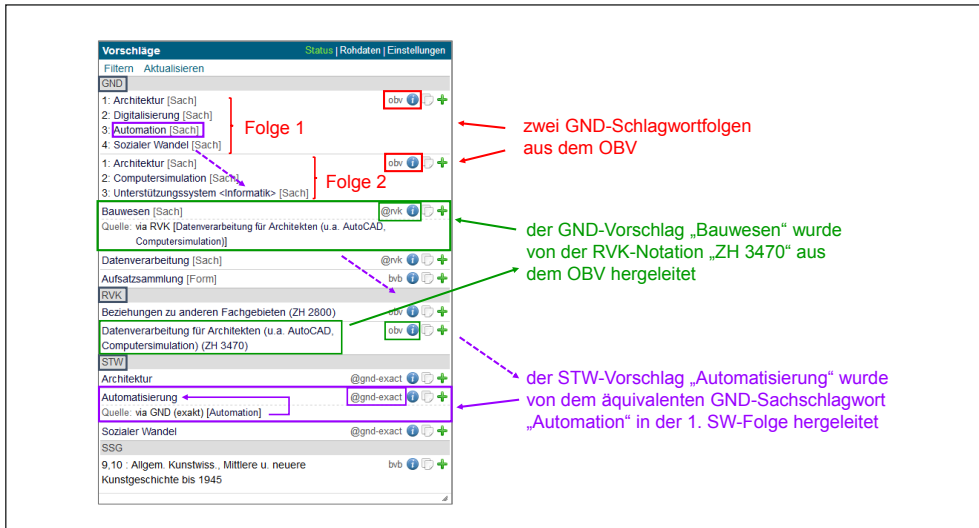 Vorschläge Status | Rohdaten | Einstellungen
Filtern Aktualisieren
GND
1: Architektur [Sach] obv
2: Digitalisierung [Sach]
3: Automation [Sach]
4: Sozialer Wandel [Sach]
Folge 1
1: Architektur [Sach] obv
2: Computersimulation [Sach]
3: Unterstützungssystem <Informatik> [Sach]
Folge 2
Bauwesen [Sach] @rvk
Quelle: via RVK [Datenverarbeitung für Architekten (u.a. AutoCAD,
Computersimulation)]
Datenverarbeitung [Sach] @rvk
Aufsatzsammlung [Form] bvb
RVK
Beziehungen zu anderen Fachgebieten (ZH 2800) obv
Datenverarbeitung für Architekten (u.a. AutoCAD, obv
Computersimulation) (ZH 3470)
STW
Architektur @gnd-exact
Automatisierung @gnd-exact
Quelle: via GND (exakt) [Automation]
Sozialer Wandel @gnd-exact
SSG
9,10 : Allgem. Kunstwiss., Mittlere u. neuere bvb
Kunstgeschichte bis 1945
zwei GND-Schlagwortfolgen
aus dem OBV
der GND-Vorschlag „Bauwesen“ wurde
von der RVK-Notation „ZH 3470“ aus
dem OBV hergeleitet
der STW-Vorschlag „Automatisierung“ wurde
von dem äquivalenten GND-Sachschlagwort
„Automation“ in der 1. SW-Folge hergeleitet